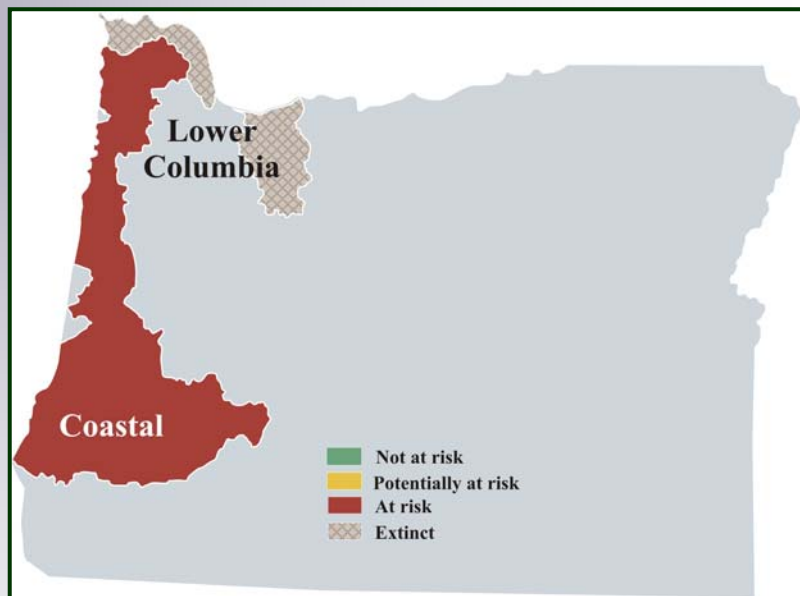 Lower
Columbia
Coastal
Not at risk
Potentially at risk
At risk
Extinct